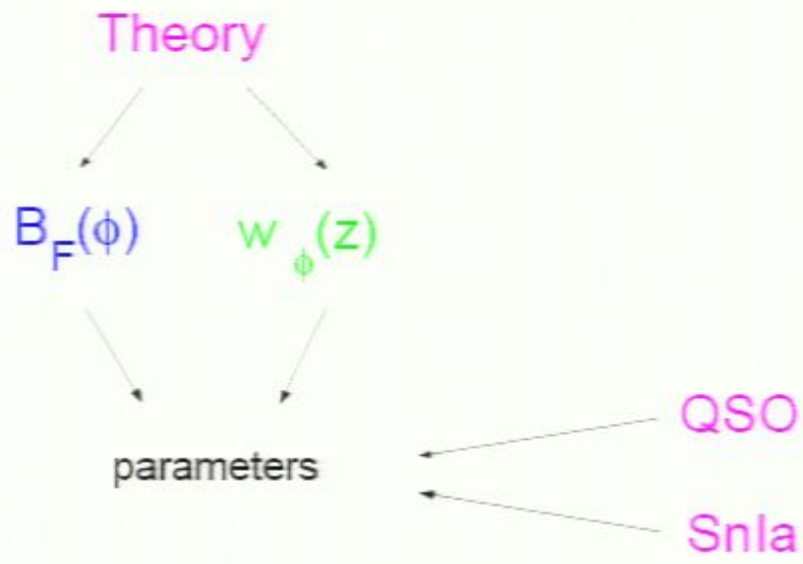 Theory
B_F(ϕ)
w_ϕ(z)
QSO
parameters
SnIa